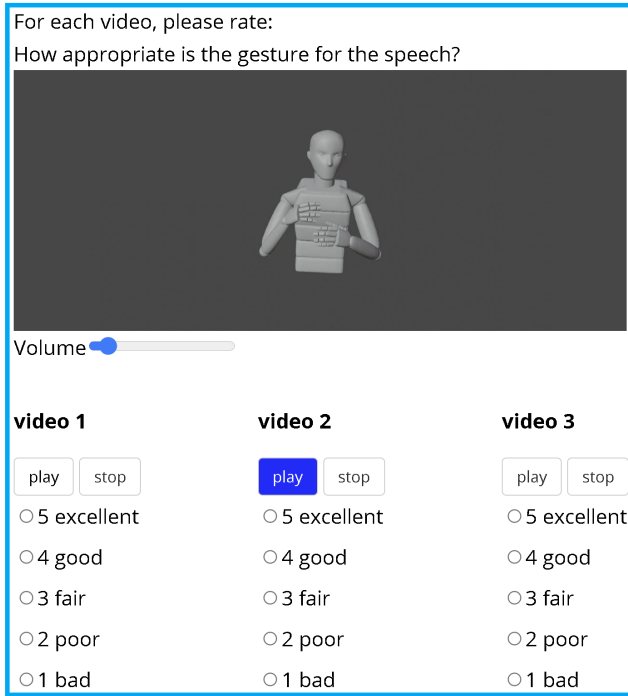 For each video, please rate:
How appropriate is the gesture for the speech?
Volume
video 1 video 2 video 3
play stop play stop play stop
5 excellent 5 excellent 5 excellent
4 good 4 good 4 good
3 fair 3 fair 3 fair
2 poor 2 poor 2 poor
1 bad 1 bad 1 bad